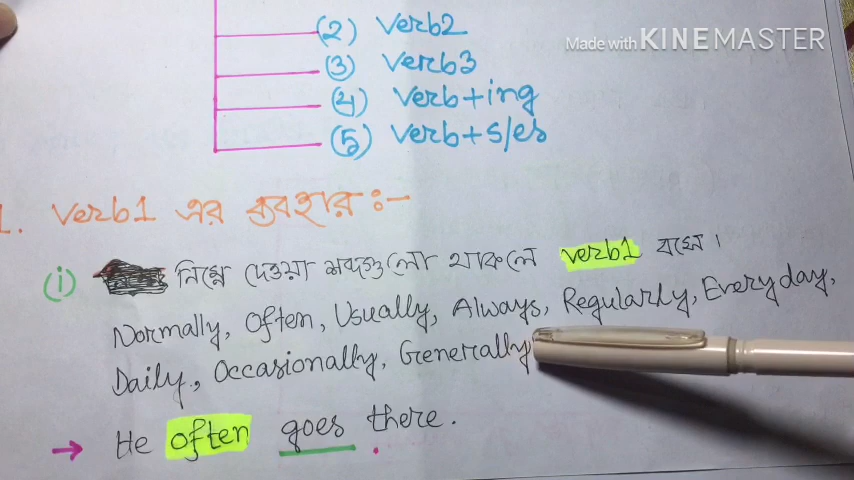 (2) Verb2
Made with KINEMASTER
(3) Verb3
(4) Verb+ing
(5) Verb+s/es
1. Verb1 এর ব্যবহার :-
(i) নিম্নে দেওয়া শব্দগুলো থাকলে verb1 বসে।
Normally, Often, Usually, Always, Regularly, Everyday,
Daily, Occasionally, Generally
→ He often goes there.